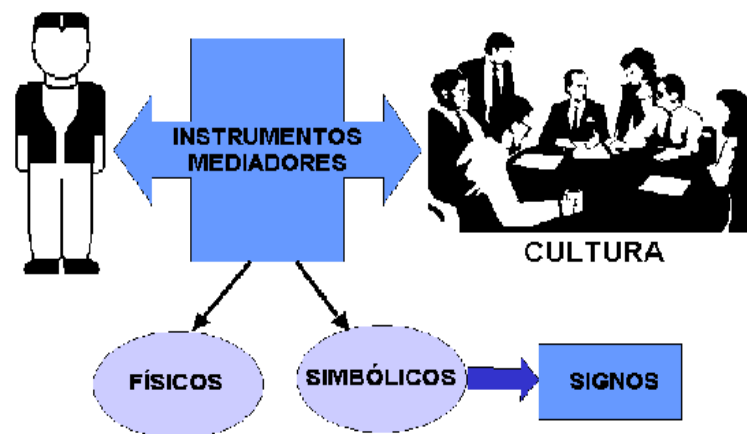 INSTRUMENTOS
MEDIADORES
CULTURA
FÍSICOS
SIMBÓLICOS
SIGNOS